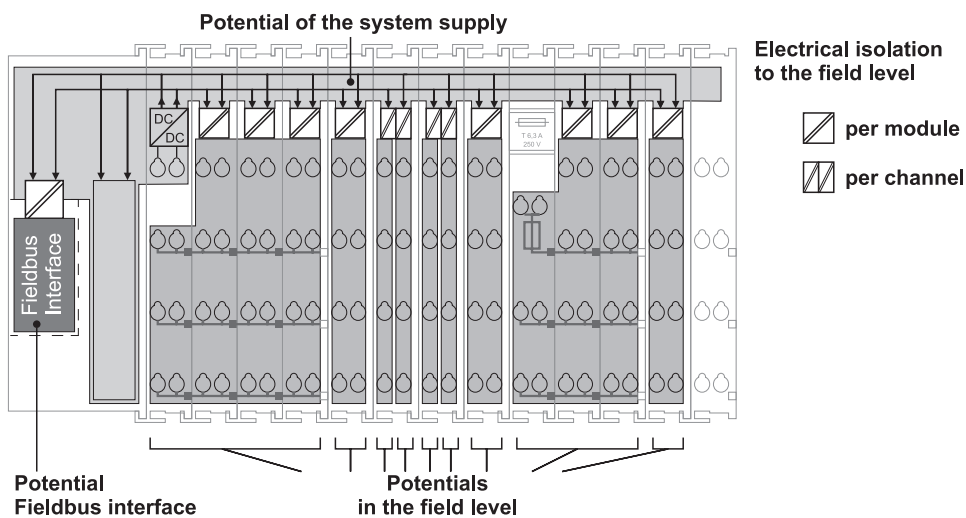 Potential of the system supply
Electrical isolation
to the field level
per module
per channel
DC
DC
T 6,3 A
250 V
Fieldbus
Interface
Potential
Fieldbus interface
Potentials
in the field level